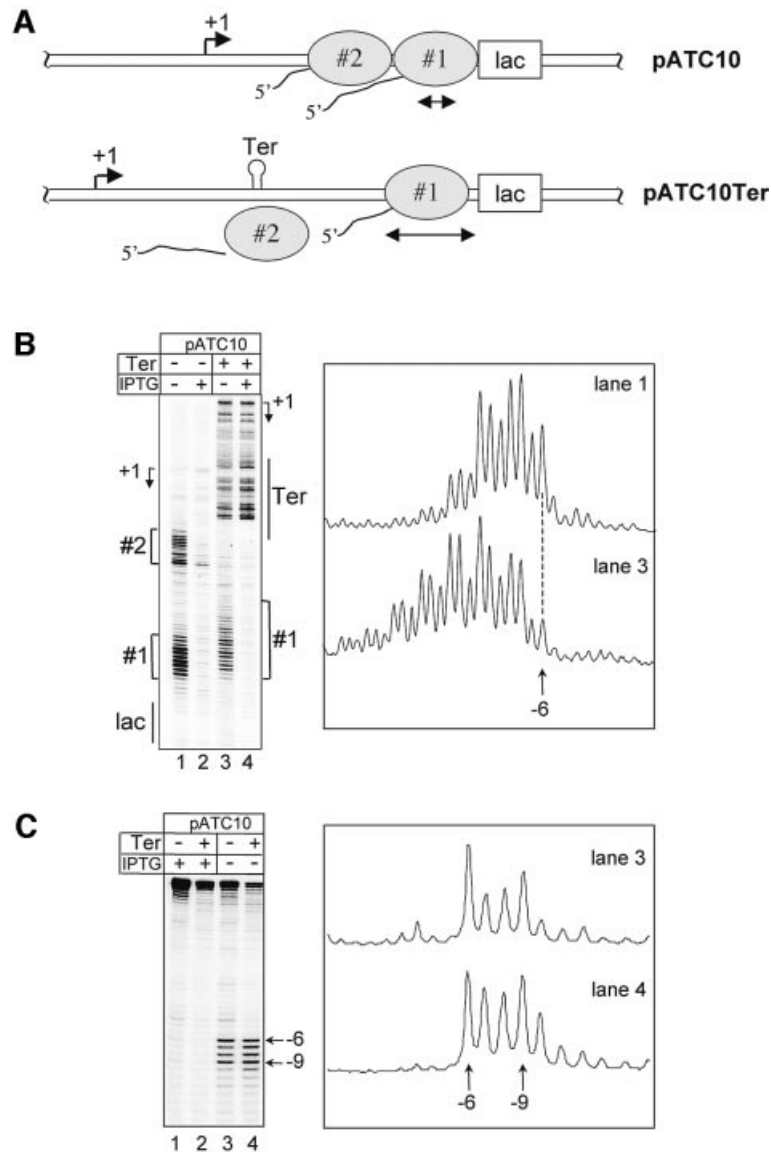 A
+1
#2
#1
lac
pATC10
5'
5'
Ter
+1
#1
lac
pATC10Ter
#2
5'
5'
B
pATC10
Ter - - + +
IPTG - + - +
+1
+1
Ter
#2
#1
#1
lac
1 2 3 4
lane 1
lane 3
-6
C
pATC10
Ter - + - +
IPTG + + - -
-6
-9
1 2 3 4
lane 3
lane 4
-6 -9